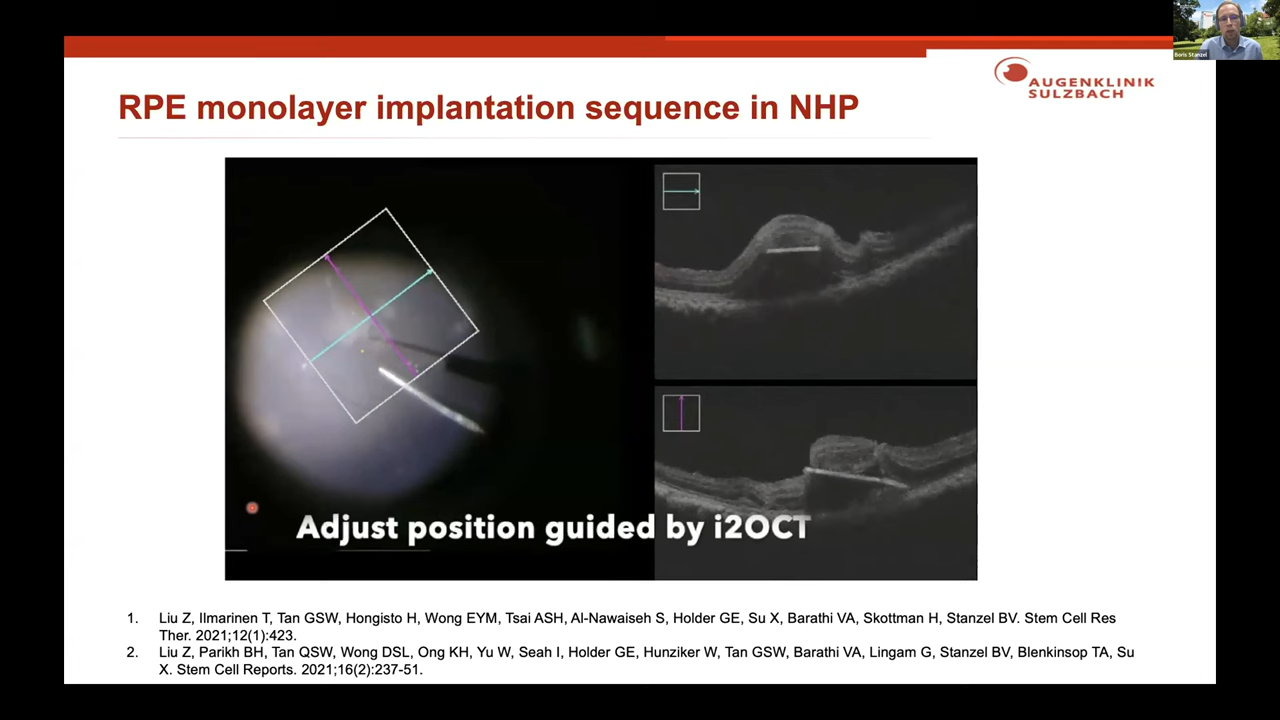 Boris Stanzel
AUGENKLINIK
SULZBACH
RPE monolayer implantation sequence in NHP
Adjust position guided by i2OCT
1. Liu Z, Ilmarinen T, Tan GSW, Hongisto H, Wong EYM, Tsai ASH, Al-Nawaiseh S, Holder GE, Su X, Barathi VA, Skottman H, Stanzel BV. Stem Cell Res
Ther. 2021;12(1):423.
2. Liu Z, Parikh BH, Tan QSW, Wong DSL, Ong KH, Yu W, Seah I, Holder GE, Hunziker W, Tan GSW, Barathi VA, Lingam G, Stanzel BV, Blenkinsop TA, Su
X. Stem Cell Reports. 2021;16(2):237-51.